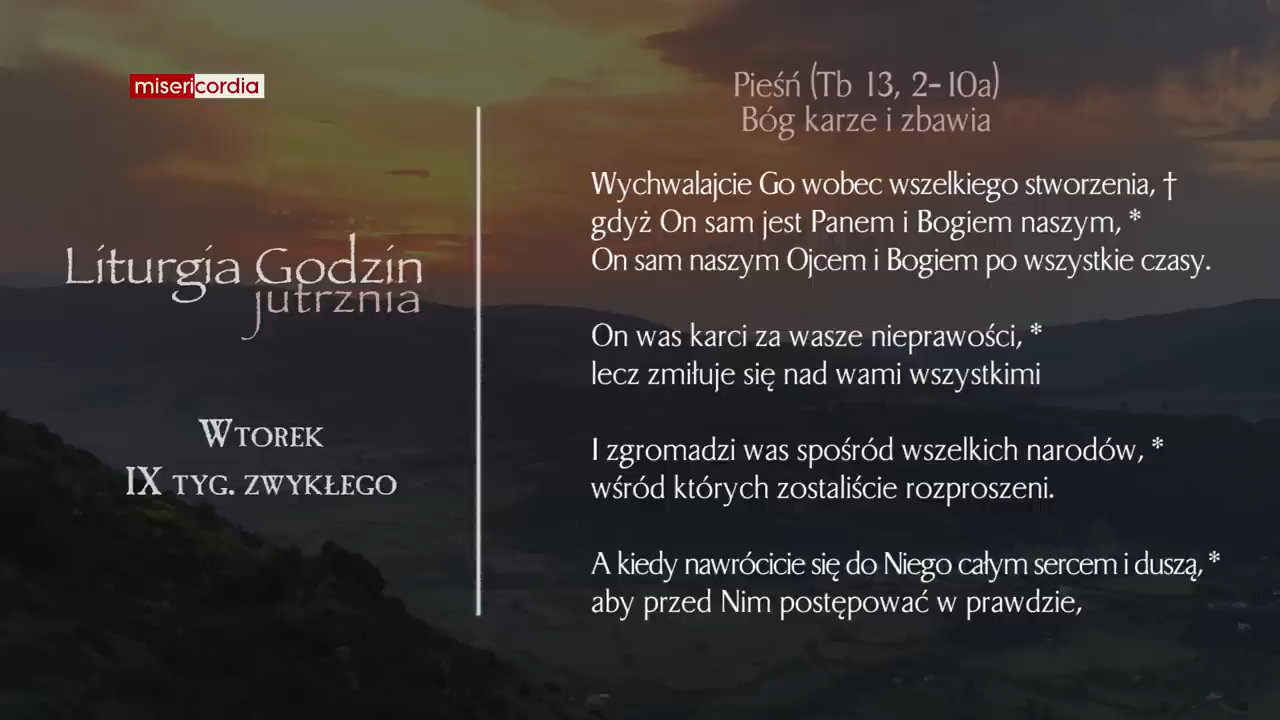 misericordia
Liturgia Godzin
jutrznia
Wtorek
IX tyg. zwykłego
Pieśń (Tb 13, 2-10a)
Bóg karze i zbawia
Wychwalajcie Go wobec wszelkiego stworzenia, †
gdyż On sam jest Panem i Bogiem naszym, *
On sam naszym Ojcem i Bogiem po wszystkie czasy.
On was karci za wasze nieprawości, *
lecz zmiłuje się nad wami wszystkimi
I zgromadzi was spośród wszelkich narodów, *
wśród których zostaliście rozproszeni.
A kiedy nawrócicie się do Niego całym sercem i duszą, *
aby przed Nim postępować w prawdzie,